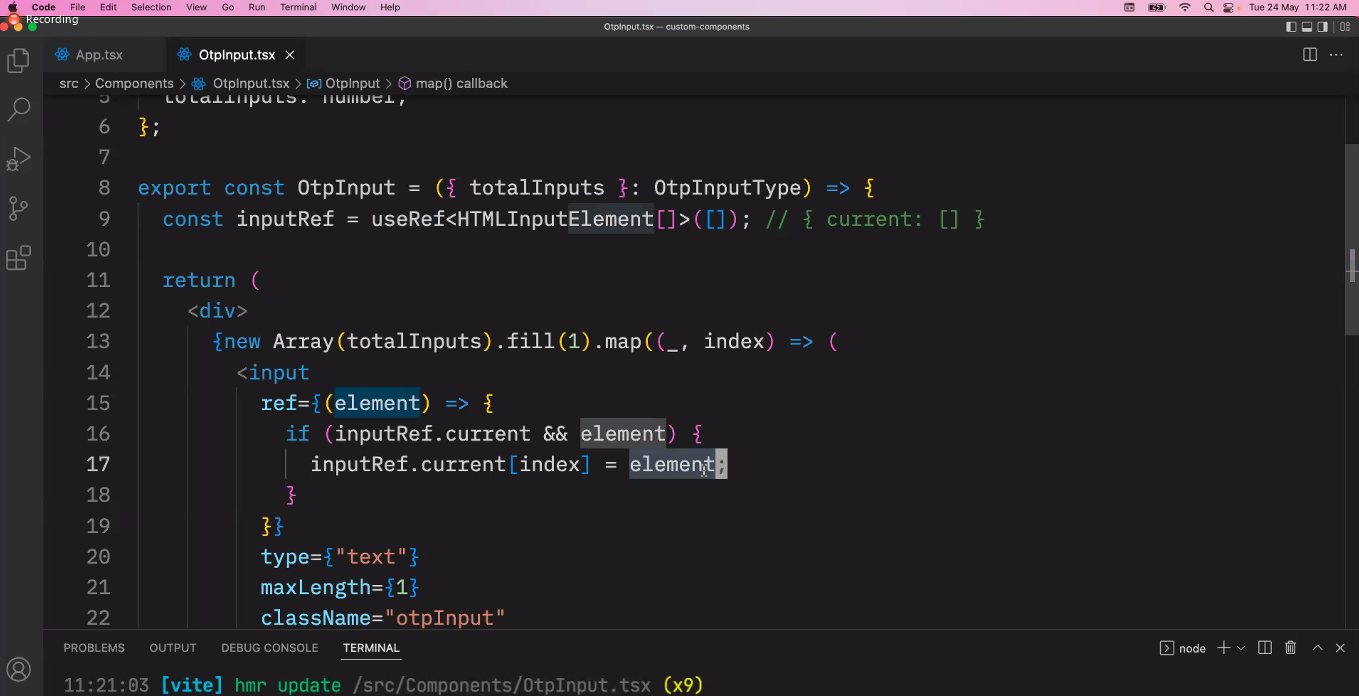 Code File Edit Selection View Go Run Terminal Window Help Tue 24 May 11:22 AM
Recording
OtpInput.tsx — custom-components
App.tsx OtpInput.tsx
src > Components > OtpInput.tsx > OtpInput > map() callback
5 totalInputs: number;
6 };
7
8 export const OtpInput = ({ totalInputs }: OtpInputType) => {
9 const inputRef = useRef<HTMLInputElement[]>([]); // { current: [] }
10
11 return (
12 <div>
13 {new Array(totalInputs).fill(1).map((_, index) => (
14 <input
15 ref={(element) => {
16 if (inputRef.current && element) {
17 inputRef.current[index] = element;
18 }
19 }}
20 type={"text"}
21 maxLength={1}
22 className="otpInput"
PROBLEMS OUTPUT DEBUG CONSOLE TERMINAL node
11:21:03 [vite] hmr update /src/Components/OtpInput.tsx (x9)